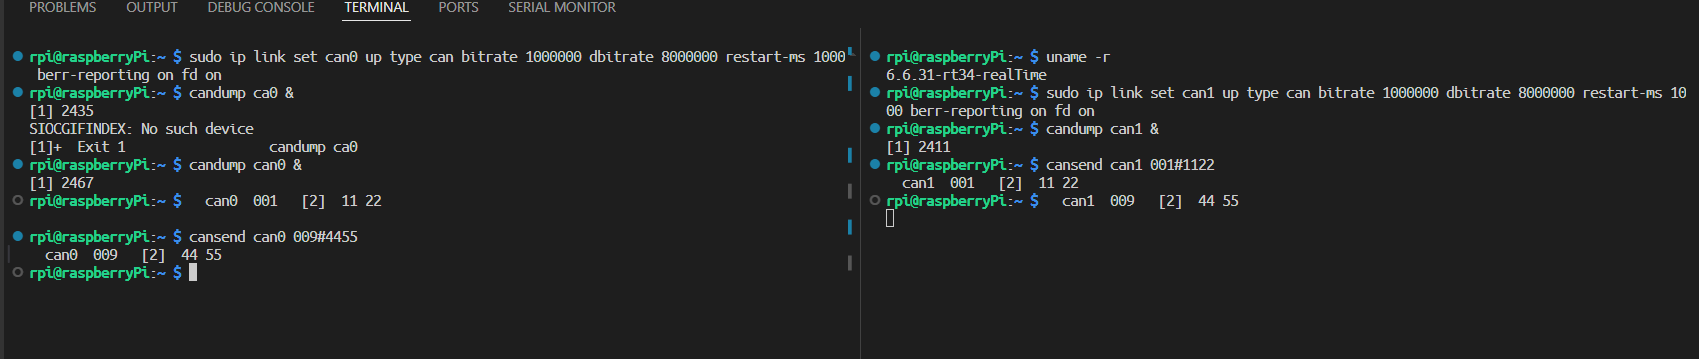 PROBLEMS OUTPUT DEBUG CONSOLE TERMINAL PORTS SERIAL MONITOR
rpi@raspberryPi:~ $ sudo ip link set can0 up type can bitrate 1000000 dbitrate 8000000 restart-ms 1000
berr-reporting on fd on
rpi@raspberryPi:~ $ candump ca0 &
[1] 2435
SIOCGIFINDEX: No such device
[1]+  Exit 1                  candump ca0
rpi@raspberryPi:~ $ candump can0 &
[1] 2467
rpi@raspberryPi:~ $   can0  001   [2]  11 22
rpi@raspberryPi:~ $ cansend can0 009#4455
can0  009   [2]  44 55
rpi@raspberryPi:~ $
rpi@raspberryPi:~ $ uname -r
6.6.31-rt34-realTime
rpi@raspberryPi:~ $ sudo ip link set can1 up type can bitrate 1000000 dbitrate 8000000 restart-ms 10
00 berr-reporting on fd on
rpi@raspberryPi:~ $ candump can1 &
[1] 2411
rpi@raspberryPi:~ $ cansend can1 001#1122
can1  001   [2]  11 22
rpi@raspberryPi:~ $   can1  009   [2]  44 55